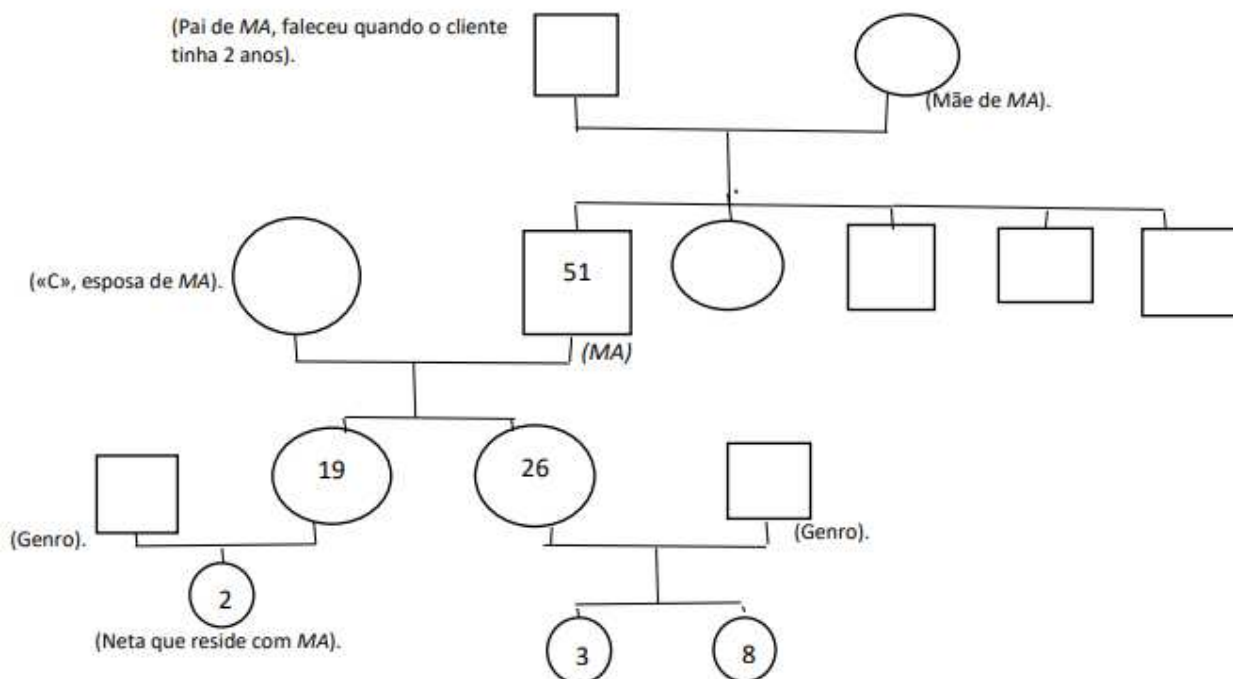 (Pai de MA, faleceu quando o cliente
tinha 2 anos).
(Mãe de MA).
(«C», esposa de MA).
51
(MA)
19
26
(Genro).
(Genro).
2
(Neta que reside com MA).
3
8